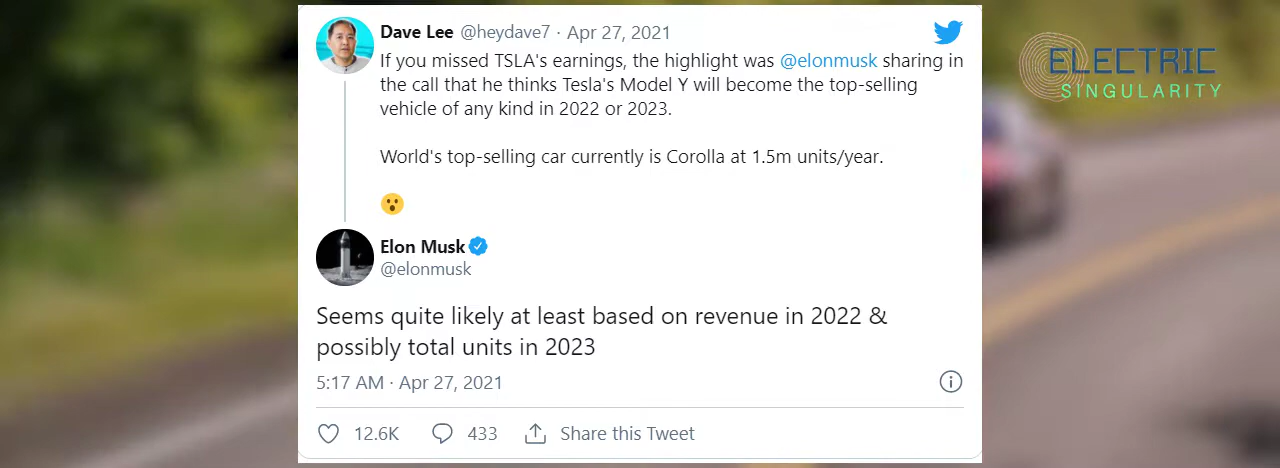 Dave Lee @heydave7 · Apr 27, 2021
If you missed TSLA's earnings, the highlight was @elonmusk sharing in
the call that he thinks Tesla's Model Y will become the top-selling
vehicle of any kind in 2022 or 2023.
World's top-selling car currently is Corolla at 1.5m units/year.
Elon Musk
@elonmusk
Seems quite likely at least based on revenue in 2022 &
possibly total units in 2023
5:17 AM · Apr 27, 2021
12.6K 433 Share this Tweet
ELECTRIC
SINGULARITY